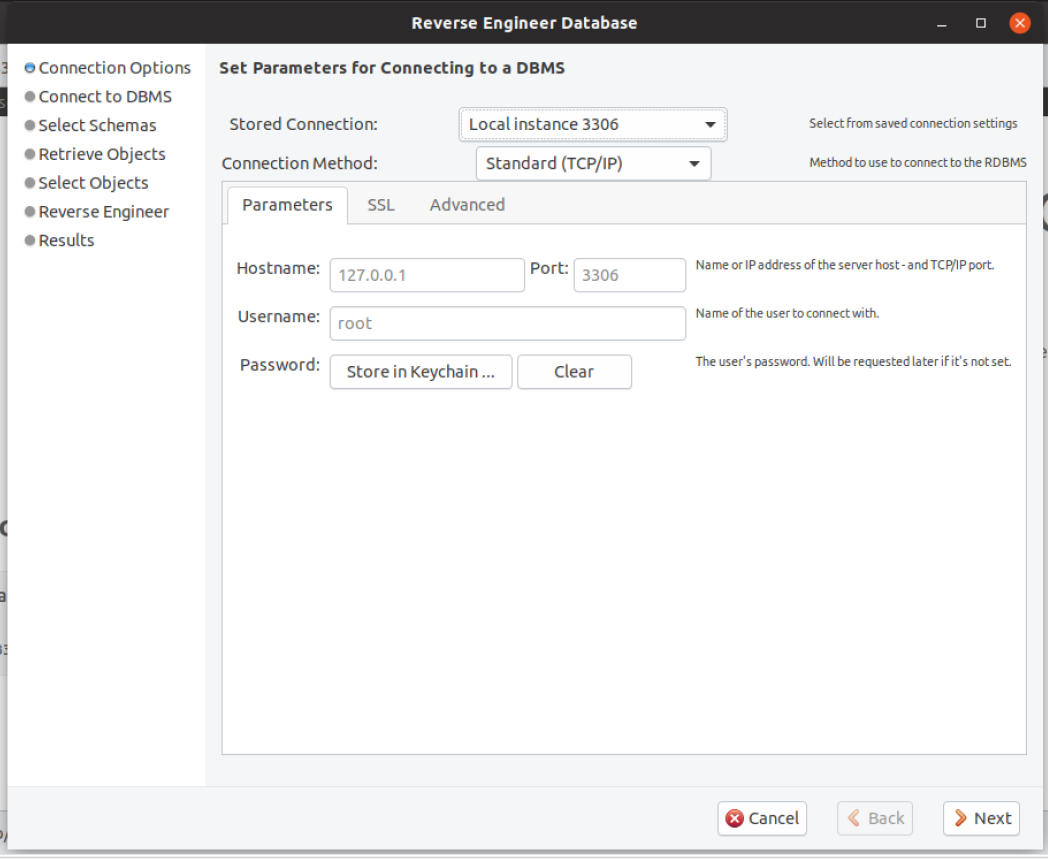 Reverse Engineer Database
Connection Options
Connect to DBMS
Select Schemas
Retrieve Objects
Select Objects
Reverse Engineer
Results
Set Parameters for Connecting to a DBMS
Stored Connection: Local instance 3306 Select from saved connection settings
Connection Method: Standard (TCP/IP) Method to use to connect to the RDBMS
Parameters SSL Advanced
Hostname: 127.0.0.1 Port: 3306 Name or IP address of the server host - and TCP/IP port.
Username: root Name of the user to connect with.
Password: Store in Keychain ... Clear The user's password. Will be requested later if it's not set.
Cancel Back Next